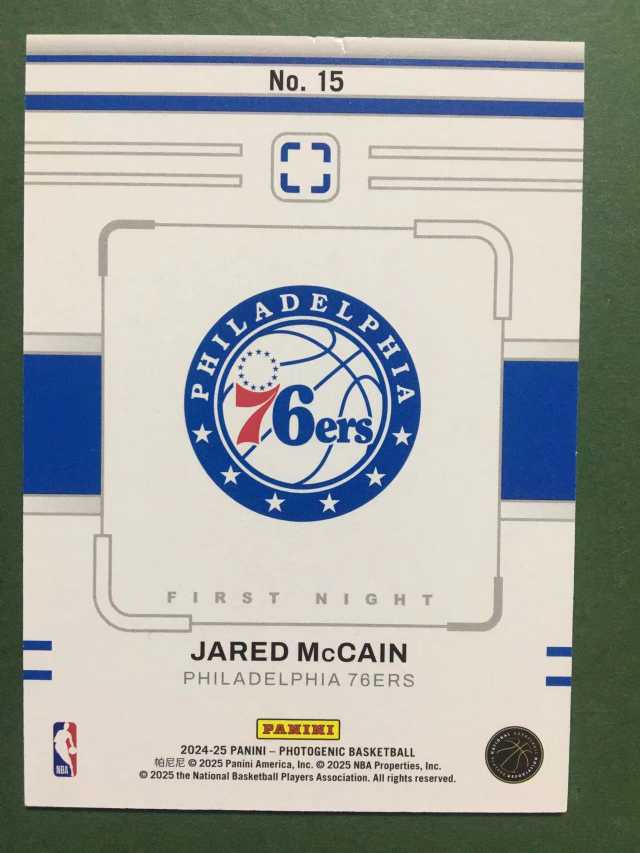 No. 15
PHILADELPHIA
76ers
FIRST NIGHT
JARED McCAIN
PHILADELPHIA 76ERS
PANINI
2024-25 PANINI – PHOTOGENIC BASKETBALL
帕尼尼 © 2025 Panini America, Inc. © 2025 NBA Properties, Inc.
© 2025 the National Basketball Players Association. All rights reserved.
NBA